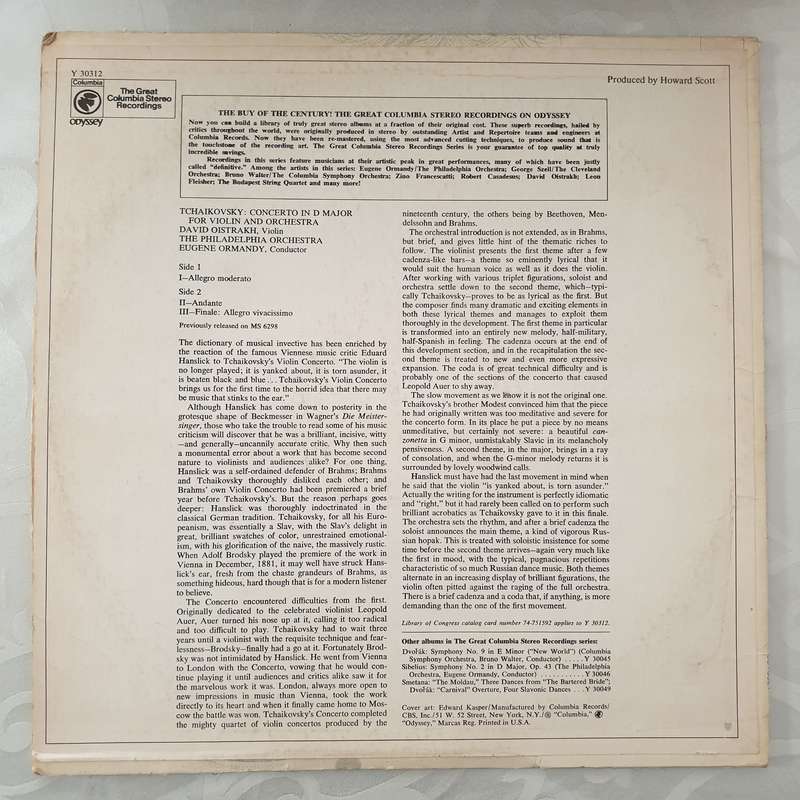 Y 30312
Columbia
The Great
Columbia Stereo
Recordings
ODYSSEY
Produced by Howard Scott
THE BUY OF THE CENTURY! THE GREAT COLUMBIA STEREO RECORDINGS ON ODYSSEY
Now you can build a library of truly great stereo albums at a fraction of their original cost. These superb recordings, hailed by
critics throughout the world, were originally produced in stereo by outstanding Artist and Repertoire teams and engineers at
Columbia Records. Now they have been re-mastered, using the most advanced cutting techniques, to produce sound that is
the touchstone of the recording art. The Great Columbia Stereo Recordings Series is your guarantee of top quality at truly
incredible savings.
Recordings in this series feature musicians at their artistic peak in great performances, many of which have been justly
called "definitive." Among the artists in this series: Eugene Ormandy/The Philadelphia Orchestra; George Szell/The Cleveland
Orchestra; Bruno Walter/The Columbia Symphony Orchestra; Zino Francescatti; Robert Casadesus; David Oistrakh; Leon
Fleisher; The Budapest String Quartet and many more!
TCHAIKOVSKY: CONCERTO IN D MAJOR
FOR VIOLIN AND ORCHESTRA
DAVID OISTRAKH, Violin
THE PHILADELPHIA ORCHESTRA
EUGENE ORMANDY, Conductor
Side 1
I—Allegro moderato
Side 2
II—Andante
III—Finale: Allegro vivacissimo
Previously released on MS 6298
The dictionary of musical invective has been enriched by
the reaction of the famous Viennese music critic Eduard
Hanslick to Tchaikovsky's Violin Concerto. "The violin is
no longer played; it is yanked about, it is torn asunder, it
is beaten black and blue... Tchaikovsky's Violin Concerto
brings us for the first time to the horrid idea that there may
be music that stinks to the ear."
Although Hanslick has come down to posterity in the
grotesque shape of Beckmesser in Wagner's Die Meister-
singer, those who take the trouble to read some of his music
criticism will discover that he was a brilliant, incisive, witty
—and generally—uncannily accurate critic. Why then such
a monumental error about a work that has become second
nature to violinists and audiences alike? For one thing,
Hanslick was a self-ordained defender of Brahms; Brahms
and Tchaikovsky thoroughly disliked each other; and
Brahms' own Violin Concerto had been premiered a brief
year before Tchaikovsky's. But the reason perhaps goes
deeper: Hanslick was thoroughly indoctrinated in the
classical German tradition. Tchaikovsky, for all his Euro-
peanism, was essentially a Slav, with the Slav's delight in
great, brilliant swatches of color, unrestrained emotional-
ism, with his glorification of the naive, the massively rustic.
When Adolf Brodsky played the premiere of the work in
Vienna in December, 1881, it may well have struck Hans-
lick's ear, fresh from the chaste grandeurs of Brahms, as
something hideous, hard though that is for a modern listener
to believe.
The Concerto encountered difficulties from the first.
Originally dedicated to the celebrated violinist Leopold
Auer, Auer turned his nose up at it, calling it too radical
and too difficult to play. Tchaikovsky had to wait three
years until a violinist with the requisite technique and fear-
lessness—Brodsky—finally had a go at it. Fortunately Brod-
sky was not intimidated by Hanslick. He went from Vienna
to London with the Concerto, vowing that he would con-
tinue playing it until audiences and critics alike saw it for
the marvelous work it was. London, always more open to
new impressions in music than Vienna, took the work
directly to its heart and when it finally came home to Mos-
cow the battle was won. Tchaikovsky's Concerto completed
the mighty quartet of violin concertos produced by the
nineteenth century, the others being by Beethoven, Men-
delssohn and Brahms.
The orchestral introduction is not extended, as in Brahms,
but brief, and gives little hint of the thematic riches to
follow. The violinist presents the first theme after a few
cadenza-like bars—a theme so eminently lyrical that it
would suit the human voice as well as it does the violin.
After working with various triplet figurations, soloist and
orchestra settle down to the second theme, which—typi-
cally Tchaikovsky—proves to be as lyrical as the first. But
the composer finds many dramatic and exciting elements in
both these lyrical themes and manages to exploit them
thoroughly in the development. The first theme in particular
is transformed into an entirely new melody, half-military,
half-Spanish in feeling. The cadenza occurs at the end of
this development section, and in the recapitulation the sec-
ond theme is treated to new and even more expressive
expansion. The coda is of great technical difficulty and is
probably one of the sections of the concerto that caused
Leopold Auer to shy away.
The slow movement as we know it is not the original one.
Tchaikovsky's brother Modest convinced him that the piece
he had originally written was too meditative and severe for
the concerto form. In its place he put a piece by no means
unmeditative, but certainly not severe: a beautiful can-
zonetta in G minor, unmistakably Slavic in its melancholy
pensiveness. A second theme, in the major, brings in a ray
of consolation, and when the G-minor melody returns it is
surrounded by lovely woodwind calls.
Hanslick must have had the last movement in mind when
he said that the violin "is yanked about, is torn asunder."
Actually the writing for the instrument is perfectly idiomatic
and "right," but it had rarely been called on to perform such
brilliant acrobatics as Tchaikovsky gave to it in this finale.
The orchestra sets the rhythm, and after a brief cadenza the
soloist announces the main theme, a kind of vigorous Rus-
sian hopak. This is treated with soloistic insistence for some
time before the second theme arrives—again very much like
the first in mood, with the typical, pugnacious repetitions
characteristic of so much Russian dance music. Both themes
alternate in an increasing display of brilliant figurations, the
violin often pitted against the raging of the full orchestra.
There is a brief cadenza and a coda that, if anything, is more
demanding than the one of the first movement.
Library of Congress catalog card number 74-751592 applies to Y 30312.
Other albums in The Great Columbia Stereo Recordings series:
Dvořák: Symphony No. 9 in E Minor ("New World") (Columbia
Symphony Orchestra, Bruno Walter, Conductor) .....Y 30045
Sibelius: Symphony No. 2 in D Major, Op. 43 (The Philadelphia
Orchestra, Eugene Ormandy, Conductor) ...........Y 30046
Smetana: "The Moldau," Three Dances from "The Bartered Bride";
Dvořák: "Carnival" Overture, Four Slavonic Dances ...Y 30049
Cover art: Edward Kasper/Manufactured by Columbia Records/
CBS, Inc./51 W. 52 Street, New York, N.Y./® "Columbia,"
"Odyssey," Marcas Reg. Printed in U.S.A.